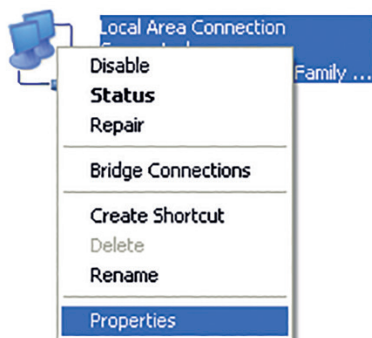 Local Area Connection
Disable
Family ...
Status
Repair
Bridge Connections
Create Shortcut
Delete
Rename
Properties